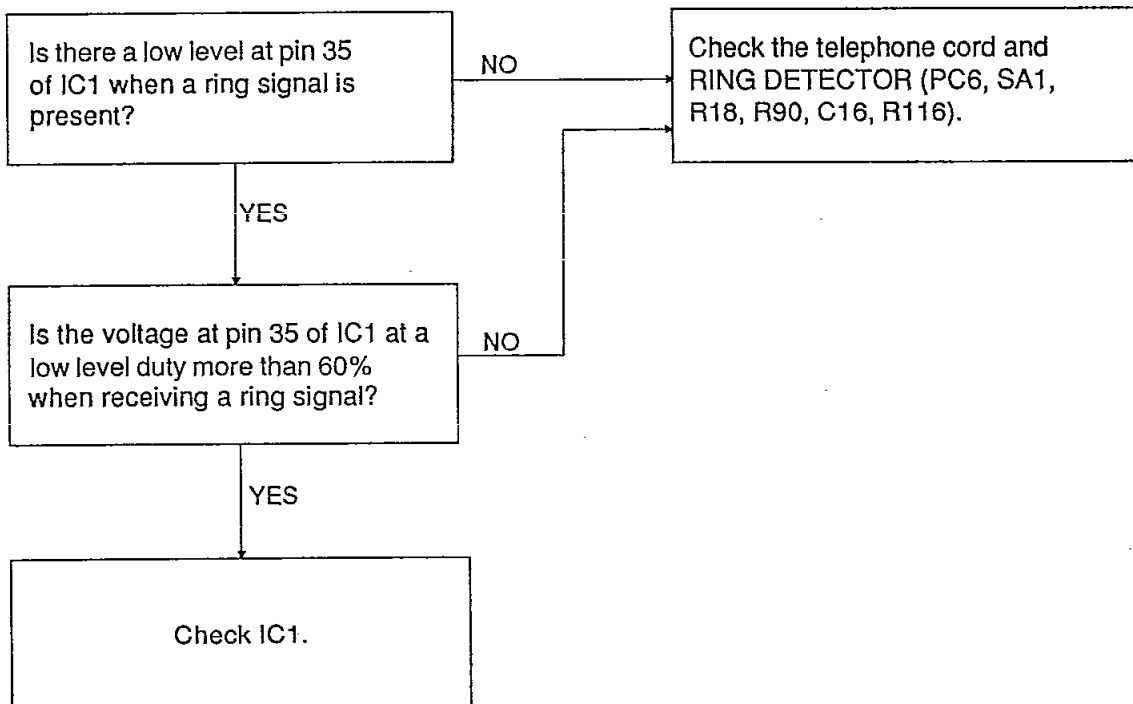 Is there a low level at pin 35
of IC1 when a ring signal is
present?
NO
Check the telephone cord and
RING DETECTOR (PC6, SA1,
R18, R90, C16, R116).
YES
Is the voltage at pin 35 of IC1 at a
low level duty more than 60%
when receiving a ring signal?
NO
YES
Check IC1.